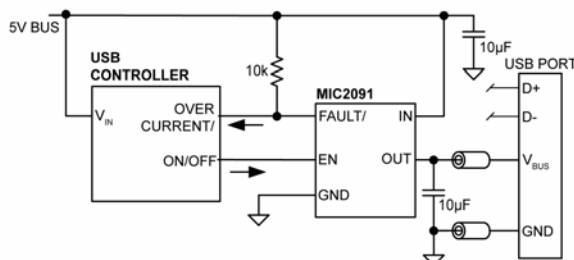 5V BUS
USB
CONTROLLER
10k
10µF
USB PORT
MIC2091
D+
VIN
OVER
CURRENT/
FAULT/
IN
D-
ON/OFF
EN
OUT
VBUS
GND
10µF
GND